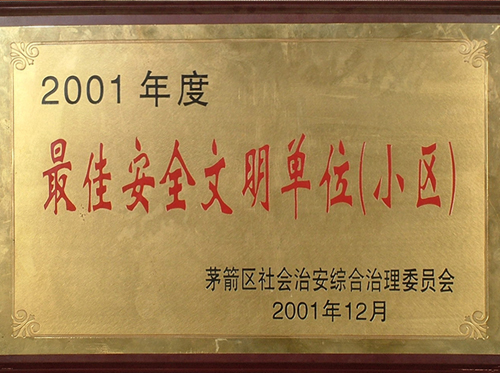 2001年度
最佳安全文明单位(小区)
茅箭区社会治安综合治理委员会
2001年12月